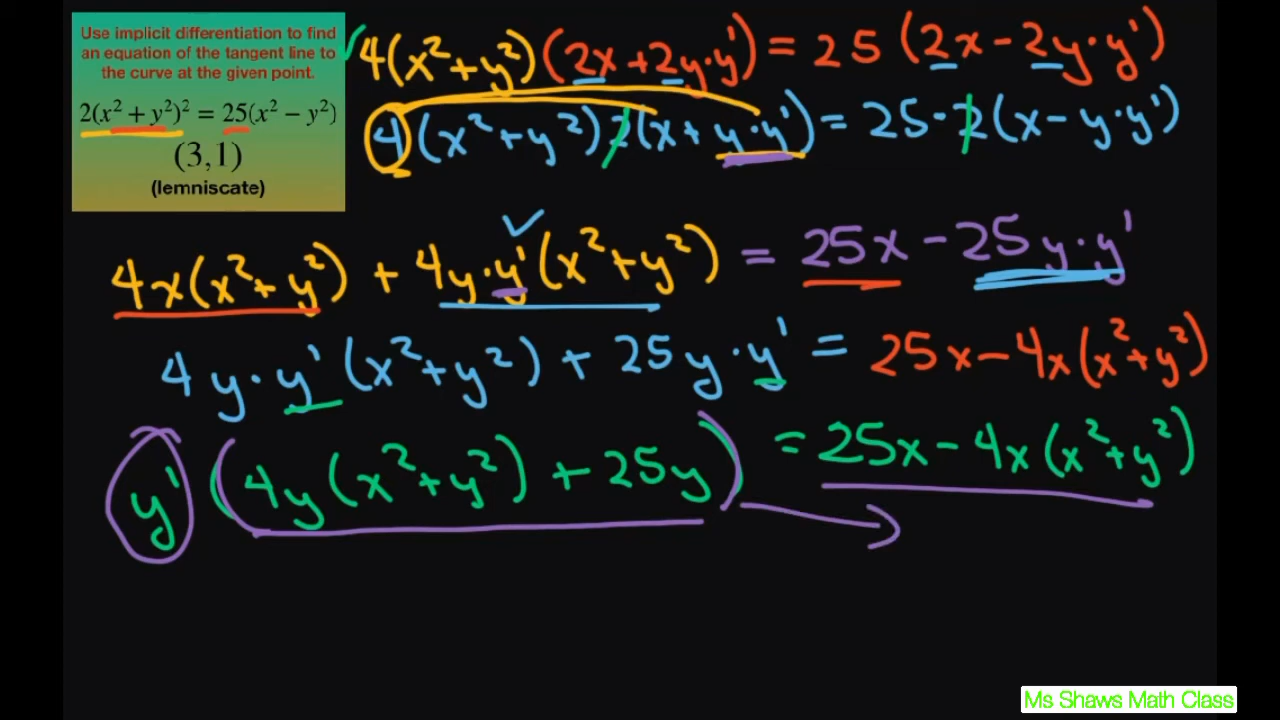 Use implicit differentiation to find
an equation of the tangent line to
the curve at the given point.
2(x² + y²)² = 25(x² − y²)
(3,1)
(lemniscate)
4(x²+y²)(2x+2y·y') = 25 (2x−2y·y')
4(x²+y²)2(x+y·y') = 25·2(x−y·y')
4x(x²+y²) + 4y·y'(x²+y²) = 25x − 25y·y'
4y·y'(x²+y²) + 25y·y' = 25x−4x(x²+y²)
y'(4y(x²+y²)+25y) = 25x−4x(x²+y²)
Ms Shaws Math Class